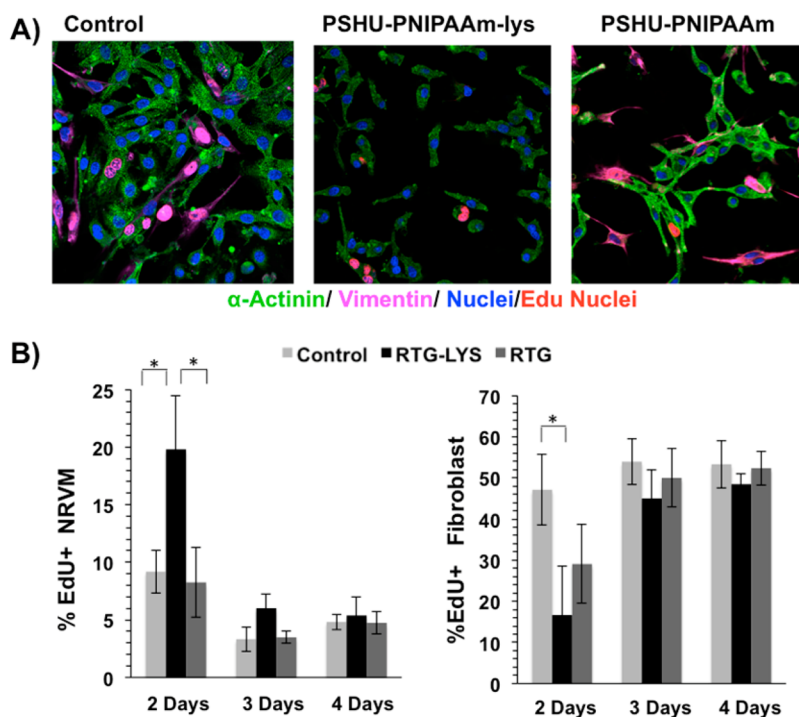 A)
Control PSHU-PNIPAAm-lys PSHU-PNIPAAm
α-Actinin/ Vimentin/ Nuclei/Edu Nuclei
B)
Control RTG-LYS RTG
* *
% EdU+ NRVM
25
20
15
10
5
0
2 Days 3 Days 4 Days
*
%EdU+ Fibroblast
70
60
50
40
30
20
10
0
2 Days 3 Days 4 Days